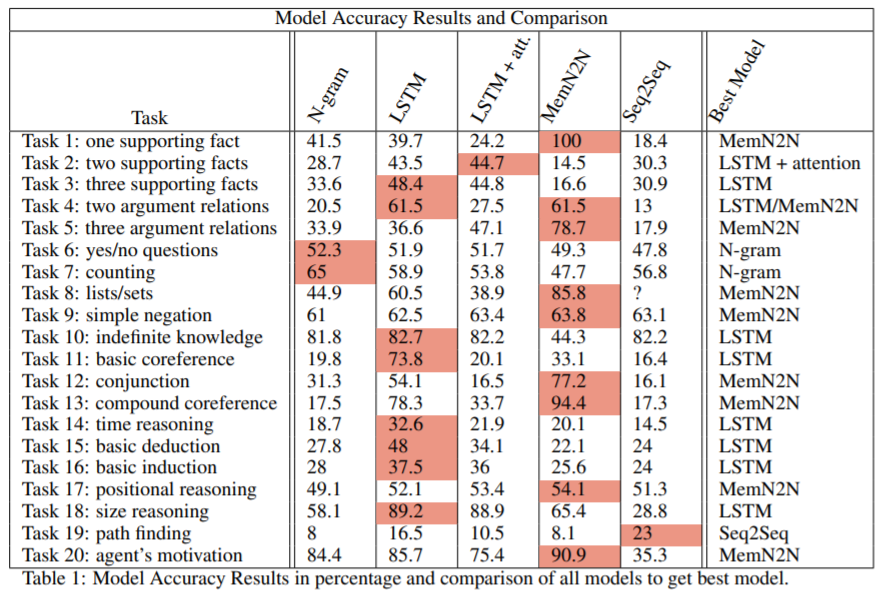 Model Accuracy Results and Comparison
Task N-gram LSTM LSTM + att. MemN2N Seq2Seq Best Model
Task 1: one supporting fact 41.5 39.7 24.2 100 18.4 MemN2N
Task 2: two supporting facts 28.7 43.5 44.7 14.5 30.3 LSTM + attention
Task 3: three supporting facts 33.6 48.4 44.8 16.6 30.9 LSTM
Task 4: two argument relations 20.5 61.5 27.5 61.5 13 LSTM/MemN2N
Task 5: three argument relations 33.9 36.6 47.1 78.7 17.9 MemN2N
Task 6: yes/no questions 52.3 51.9 51.7 49.3 47.8 N-gram
Task 7: counting 65 58.9 53.8 47.7 56.8 N-gram
Task 8: lists/sets 44.9 60.5 38.9 85.8 ? MemN2N
Task 9: simple negation 61 62.5 63.4 63.8 63.1 MemN2N
Task 10: indefinite knowledge 81.8 82.7 82.2 44.3 82.2 LSTM
Task 11: basic coreference 19.8 73.8 20.1 33.1 16.4 LSTM
Task 12: conjunction 31.3 54.1 16.5 77.2 16.1 MemN2N
Task 13: compound coreference 17.5 78.3 33.7 94.4 17.3 MemN2N
Task 14: time reasoning 18.7 32.6 21.9 20.1 14.5 LSTM
Task 15: basic deduction 27.8 48 34.1 22.1 24 LSTM
Task 16: basic induction 28 37.5 36 25.6 24 LSTM
Task 17: positional reasoning 49.1 52.1 53.4 54.1 51.3 MemN2N
Task 18: size reasoning 58.1 89.2 88.9 65.4 28.8 LSTM
Task 19: path finding 8 16.5 10.5 8.1 23 Seq2Seq
Task 20: agent's motivation 84.4 85.7 75.4 90.9 35.3 MemN2N
Table 1: Model Accuracy Results in percentage and comparison of all models to get best model.